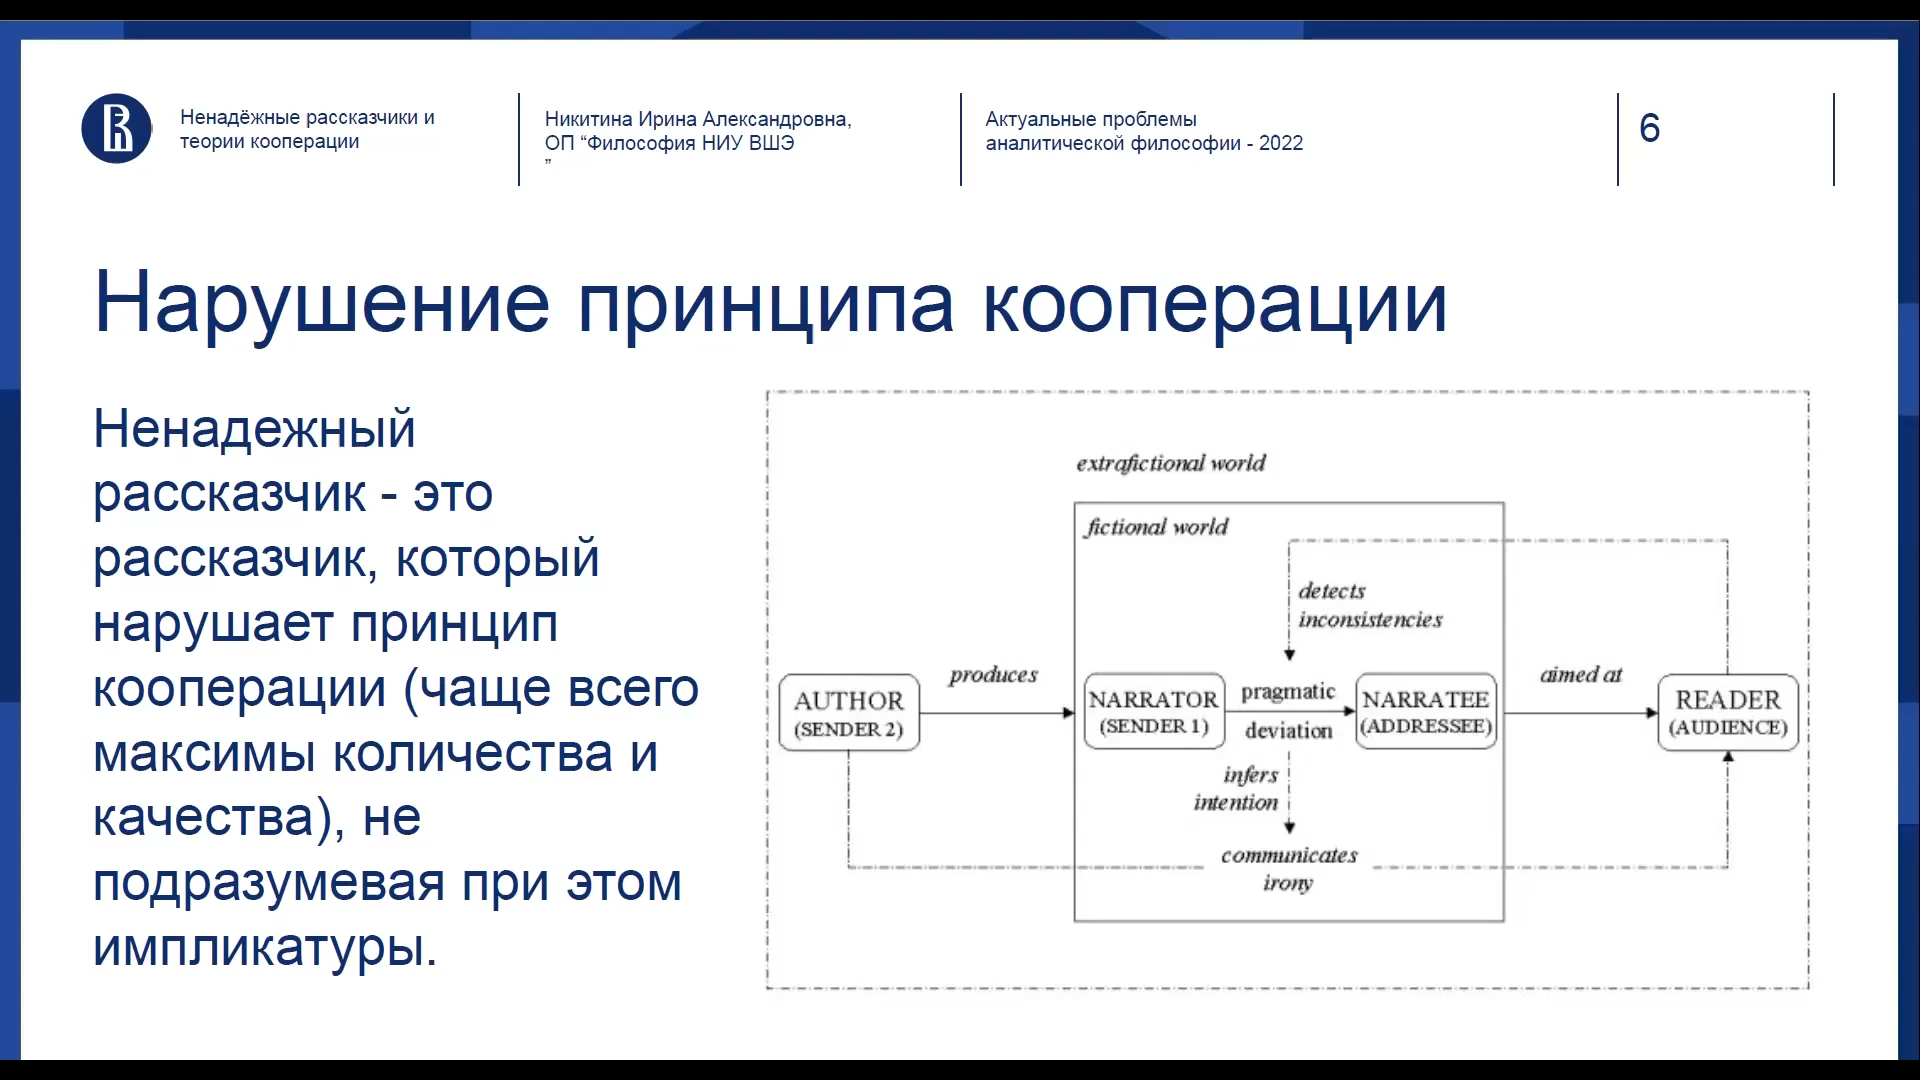 Ненадёжные рассказчики и
теории кооперации
Никитина Ирина Александровна,
ОП “Философия НИУ ВШЭ
”
Актуальные проблемы
аналитической философии - 2022
6
Нарушение принципа кооперации
Ненадежный
рассказчик - это
рассказчик, который
нарушает принцип
кооперации (чаще всего
максимы количества и
качества), не
подразумевая при этом
импликатуры.
extrafictional world
fictional world
detects
inconsistencies
AUTHOR
(SENDER 2)
produces
NARRATOR
(SENDER 1)
pragmatic
deviation
NARRATEE
(ADDRESSEE)
aimed at
READER
(AUDIENCE)
infers
intention
communicates
irony